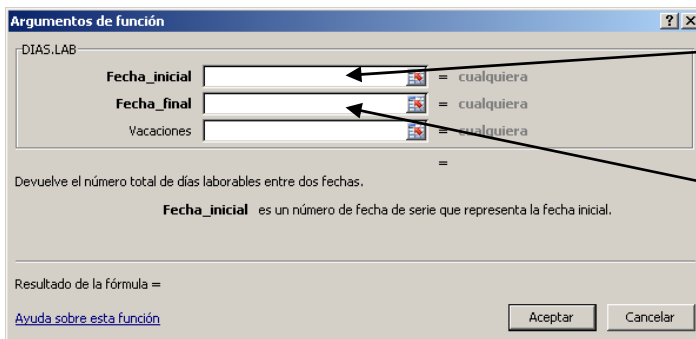 Argumentos de función
DIAS.LAB
Fecha_inicial = cualquiera
Fecha_final = cualquiera
Vacaciones = cualquiera
=
Devuelve el número total de días laborables entre dos fechas.
Fecha_inicial es un número de fecha de serie que representa la fecha inicial.
Resultado de la fórmula =
Ayuda sobre esta función
Aceptar
Cancelar